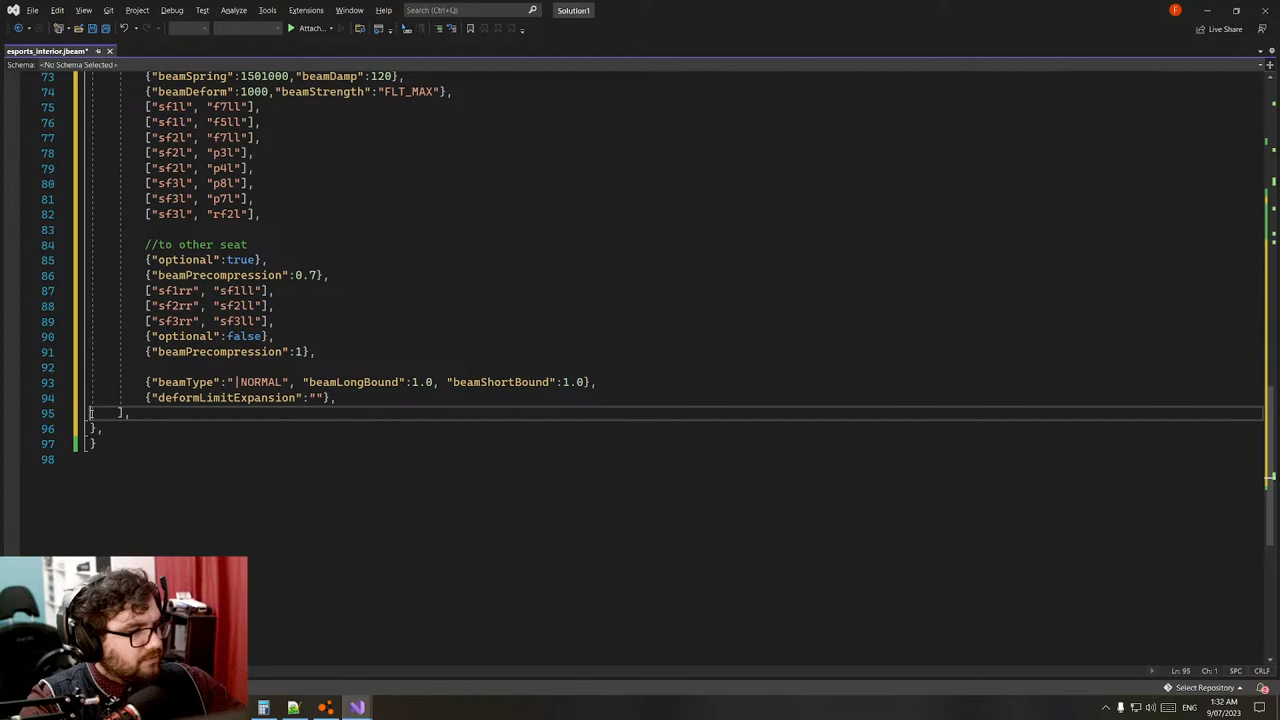 File Edit View Git Project Debug Test Analyze Tools Extensions Window Help Search (Ctrl+Q) Solution1 F
Attach... Live Share
esports_interior.jbeam*
Schema: <No Schema Selected>
73 {"beamSpring":1501000,"beamDamp":120},
74 {"beamDeform":1000,"beamStrength":"FLT_MAX"},
75 ["sf1l", "f7ll"],
76 ["sf1l", "f5ll"],
77 ["sf2l", "f7ll"],
78 ["sf2l", "p3l"],
79 ["sf2l", "p4l"],
80 ["sf3l", "p8l"],
81 ["sf3l", "p7l"],
82 ["sf3l", "rf2l"],
83
84 //to other seat
85 {"optional":true},
86 {"beamPrecompression":0.7},
87 ["sf1rr", "sf1ll"],
88 ["sf2rr", "sf2ll"],
89 ["sf3rr", "sf3ll"],
90 {"optional":false},
91 {"beamPrecompression":1},
92
93 {"beamType":"|NORMAL", "beamLongBound":1.0, "beamShortBound":1.0},
94 {"deformLimitExpansion":""},
95 ],
96 },
97 }
98
Ln: 95 Ch: 1 SPC CRLF
Select Repository 2
ENG 1:32 AM
9/07/2023